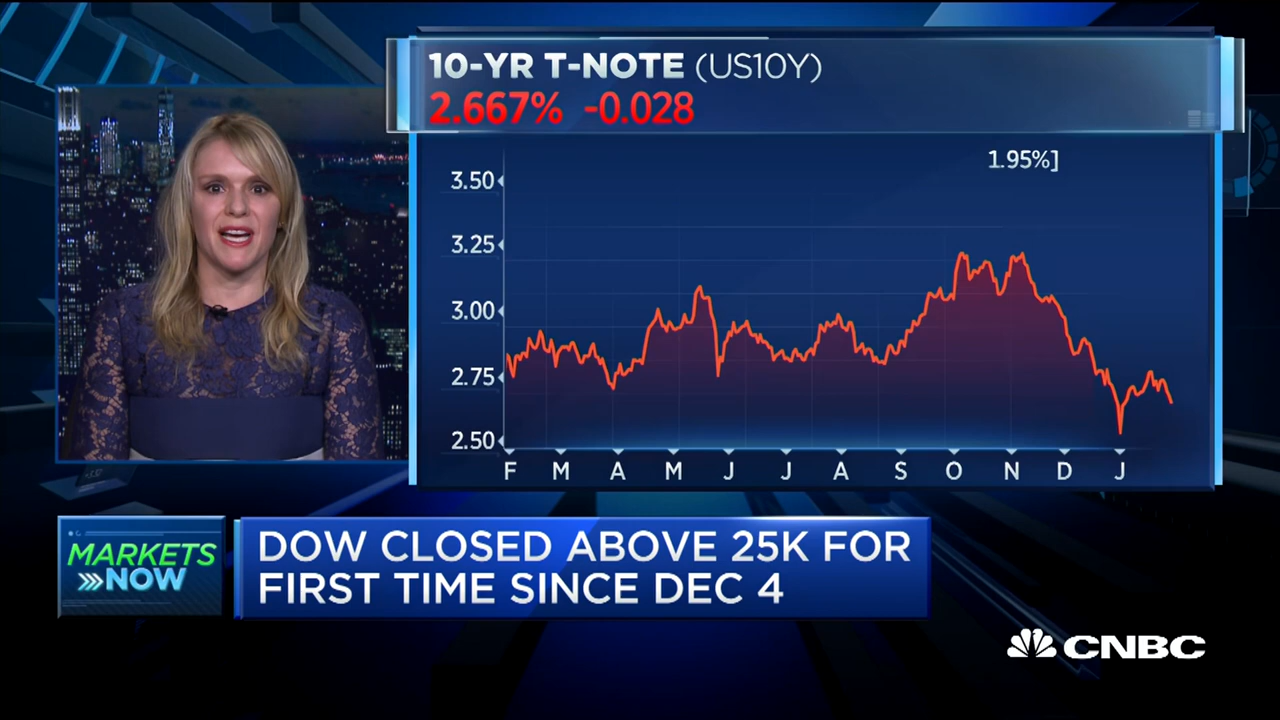 10-YR T-NOTE (US10Y)
2.667% -0.028
1.95%]
3.50
3.25
3.00
2.75
2.50
F M A M J J A S O N D J
MARKETS
NOW
DOW CLOSED ABOVE 25K FOR
FIRST TIME SINCE DEC 4
CNBC